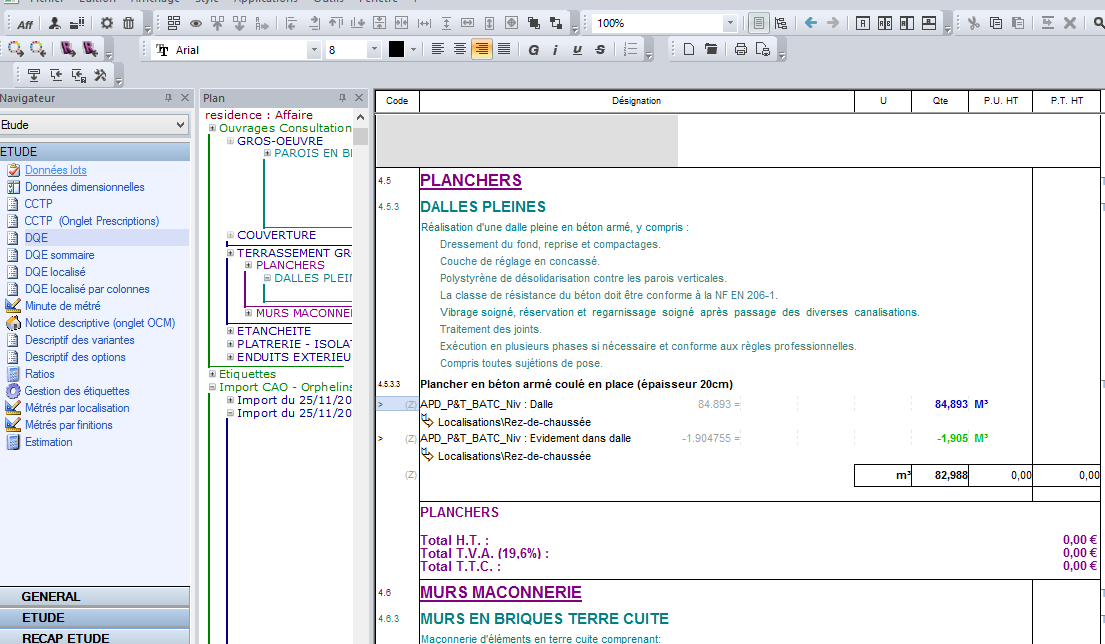 Fichier Edition Affichage Style Applications Outils Fenêtre ?
Aff
100%
Arial
8
G i U S
Navigateur
Etude
ETUDE
Données lots
Données dimensionnelles
CCTP
CCTP (Onglet Prescriptions)
DQE
DQE sommaire
DQE localisé
DQE localisé par colonnes
Minute de métré
Notice descriptive (onglet OCM)
Descriptif des variantes
Descriptif des options
Ratios
Gestion des étiquettes
Métrés par localisation
Métrés par finitions
Estimation
GENERAL
ETUDE
RECAP ETUDE
Plan
residence : Affaire
Ouvrages Consultation
GROS-OEUVRE
PAROIS EN B
COUVERTURE
TERRASSEMENT GR
PLANCHERS
DALLES PLEI
MURS MACONNE
ETANCHEITE
PLATRERIE - ISOLAT
ENDUITS EXTERIEU
Etiquettes
Import CAO - Orphelins
Import du 25/11/20
Import du 25/11/20
Code Désignation U Qte P.U. HT P.T. HT
4.5 PLANCHERS
4.5.3 DALLES PLEINES
Réalisation d'une dalle pleine en béton armé, y compris :
Dressement du fond, reprise et compactages.
Couche de réglage en concassé.
Polystyrène de désolidarisation contre les parois verticales.
La classe de résistance du béton doit être conforme à la NF EN 206-1.
Vibrage soigné, réservation et regarnissage soigné après passage des diverses canalisations.
Traitement des joints.
Exécution en plusieurs phases si nécessaire et conforme aux règles professionnelles.
Compris toutes sujétions de pose.
4.5.3.3 Plancher en béton armé coulé en place (épaisseur 20cm)
> (Z) APD_P&T_BATC_Niv : Dalle 84.893 = 84,893 M³
Localisations\Rez-de-chaussée
> (Z) APD_P&T_BATC_Niv : Evidement dans dalle -1.904755 = -1,905 M³
Localisations\Rez-de-chaussée
(Z) m³ 82,988 0,00 0,00
PLANCHERS
Total H.T. : 0,00 €
Total T.V.A. (19,6%) : 0,00 €
Total T.T.C. : 0,00 €
4.6 MURS MACONNERIE
4.6.3 MURS EN BRIQUES TERRE CUITE
Maçonnerie d'éléments en terre cuite comprenant: